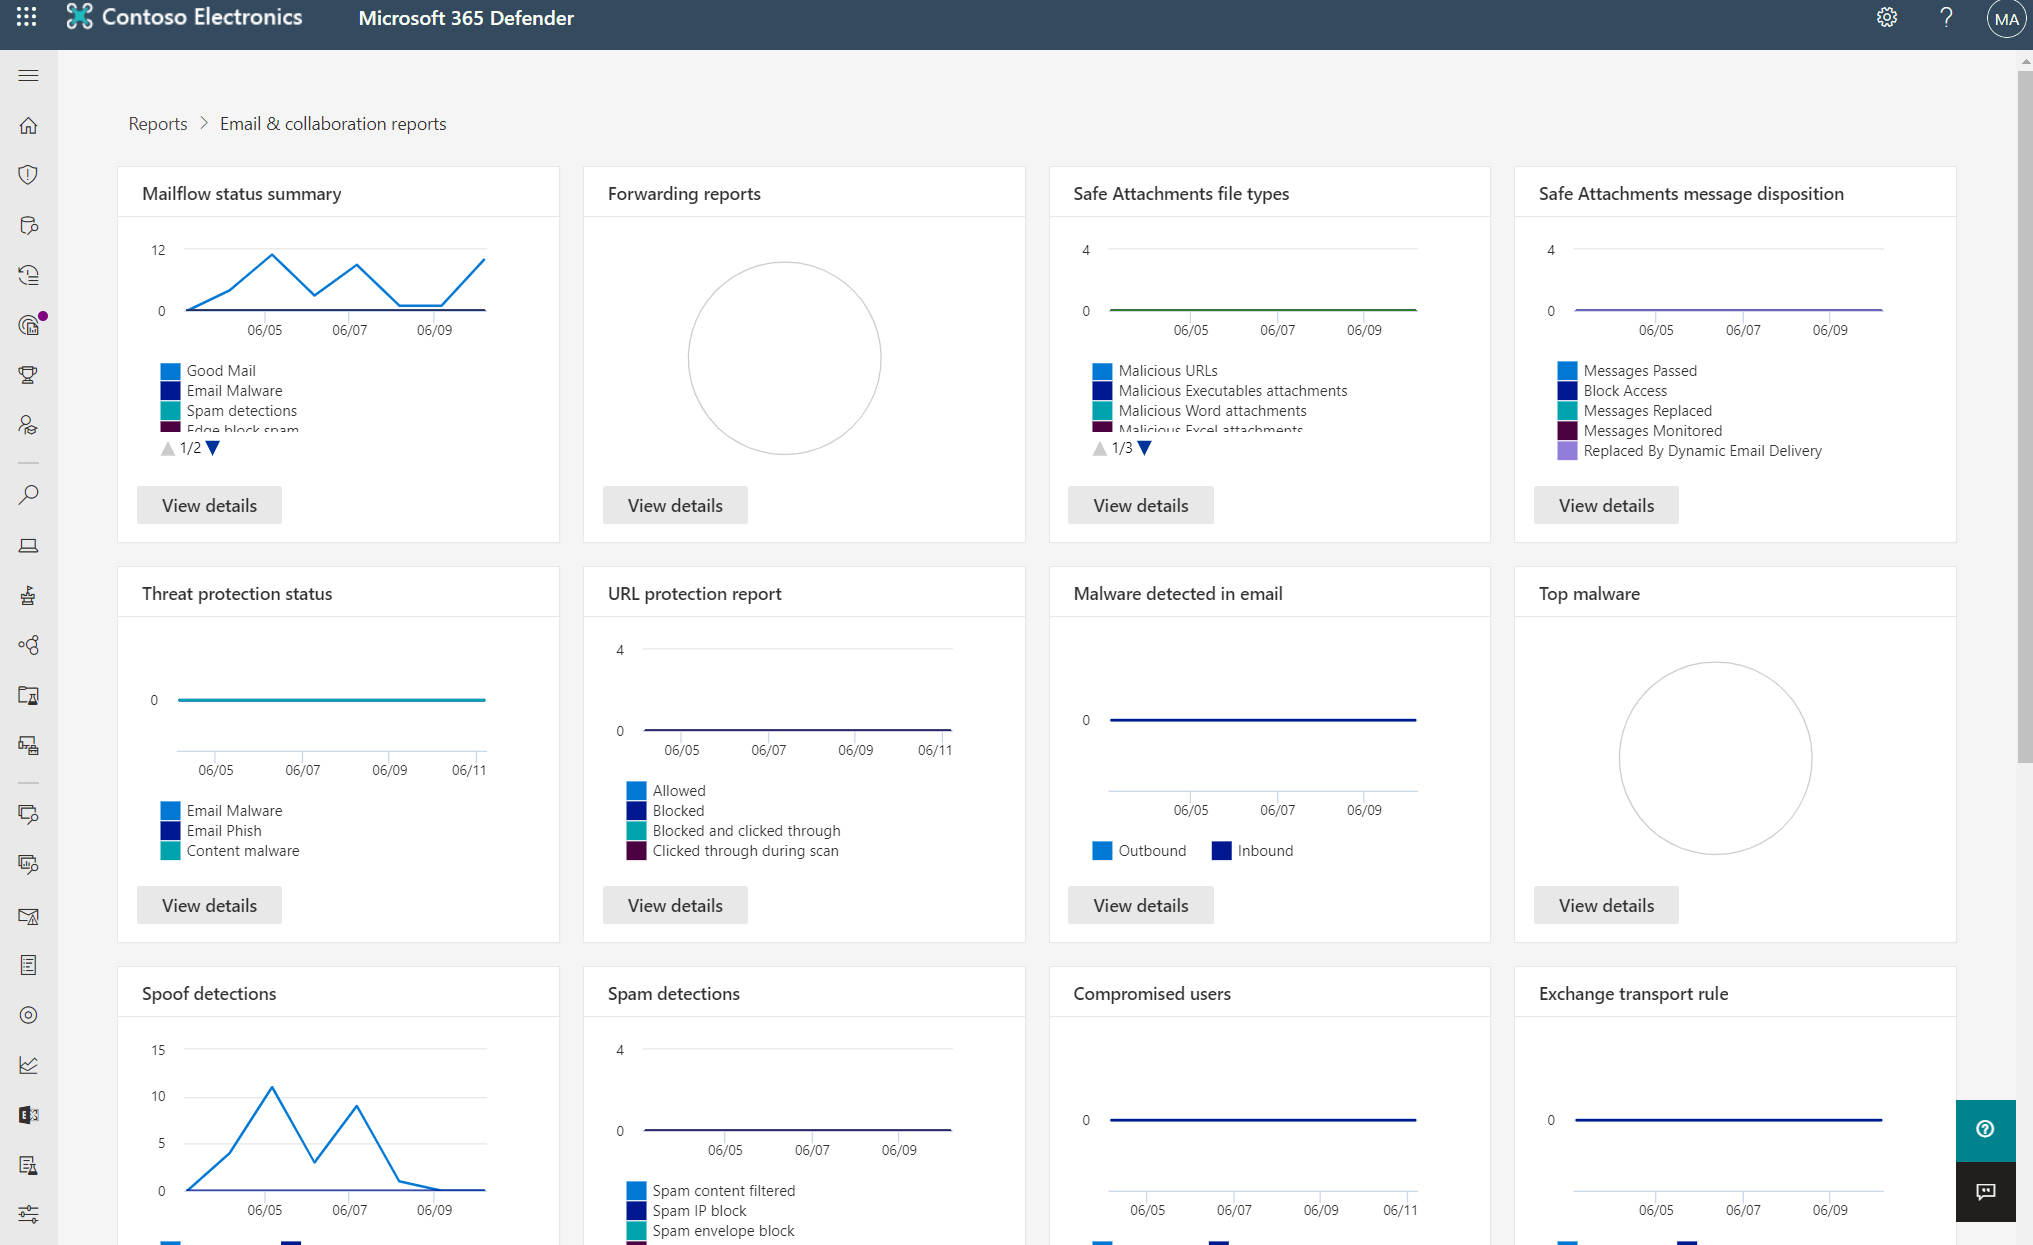 Contoso Electronics
Microsoft 365 Defender
MA
Reports
Email & collaboration reports
Mailflow status summary
12
0
06/05 06/07 06/09
Good Mail
Email Malware
Spam detections
Edge block spam
1/2
View details
Forwarding reports
View details
Safe Attachments file types
4
0
06/05 06/07 06/09
Malicious URLs
Malicious Executables attachments
Malicious Word attachments
Malicious Excel attachments
1/3
View details
Safe Attachments message disposition
4
0
06/05 06/07 06/09
Messages Passed
Block Access
Messages Replaced
Messages Monitored
Replaced By Dynamic Email Delivery
View details
Threat protection status
0
06/05 06/07 06/09 06/11
Email Malware
Email Phish
Content malware
View details
URL protection report
4
0
06/05 06/07 06/09 06/11
Allowed
Blocked
Blocked and clicked through
Clicked through during scan
View details
Malware detected in email
0
06/05 06/07 06/09
Outbound Inbound
View details
Top malware
View details
Spoof detections
15
10
5
0
06/05 06/07 06/09
Spam detections
4
0
06/05 06/07 06/09
Spam content filtered
Spam IP block
Spam envelope block
Compromised users
0
06/05 06/07 06/09 06/11
Exchange transport rule
0
06/05 06/07 06/09